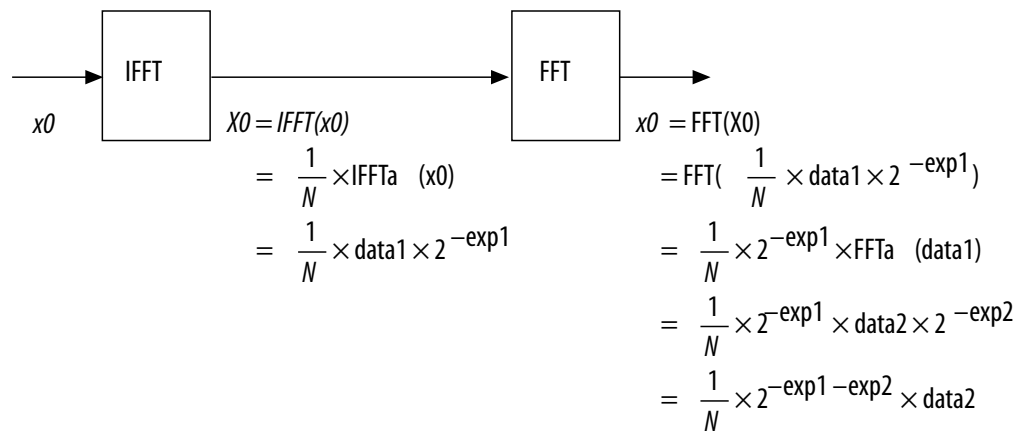 IFFT
FFT
x0
X0 = IFFT(x0)
= 1/N × IFFTa (x0)
= 1/N × data1 × 2^–exp1
x0 = FFT(X0)
= FFT( 1/N × data1 × 2^–exp1 )
= 1/N × 2^–exp1 × FFTa (data1)
= 1/N × 2^–exp1 × data2 × 2^–exp2
= 1/N × 2^–exp1 –exp2 × data2